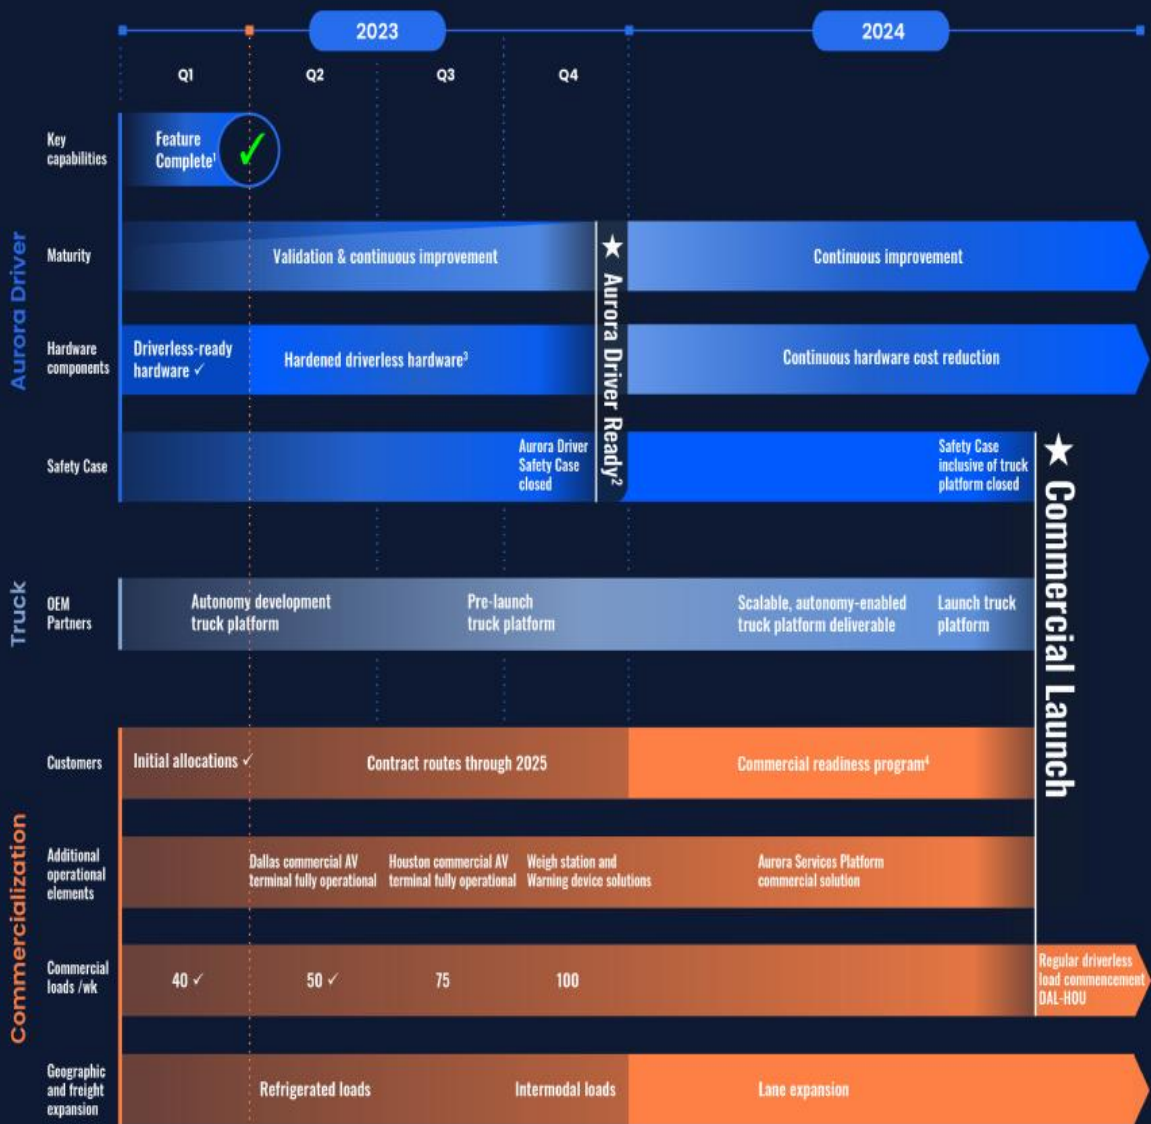 2023
2024
Q1
Q2
Q3
Q4
Aurora Driver
Key
capabilities
Feature
Complete¹
✓
Maturity
Validation & continuous improvement
Continuous improvement
★ Aurora Driver Ready²
Hardware
components
Driverless-ready
hardware ✓
Hardened driverless hardware³
Continuous hardware cost reduction
Safety Case
Aurora Driver
Safety Case
closed
Safety Case
inclusive of truck
platform closed
★ Commercial Launch
Truck
OEM
Partners
Autonomy development
truck platform
Pre-launch
truck platform
Scalable, autonomy-enabled
truck platform deliverable
Launch truck
platform
Commercialization
Customers
Initial allocations ✓
Contract routes through 2025
Commercial readiness program⁴
Additional
operational
elements
Dallas commercial AV
terminal fully operational
Houston commercial AV
terminal fully operational
Weigh station and
Warning device solutions
Aurora Services Platform
commercial solution
Commercial
loads /wk
40 ✓
50 ✓
75
100
Regular driverless
load commencement
DAL-HOU
Geographic
and freight
expansion
Refrigerated loads
Intermodal loads
Lane expansion